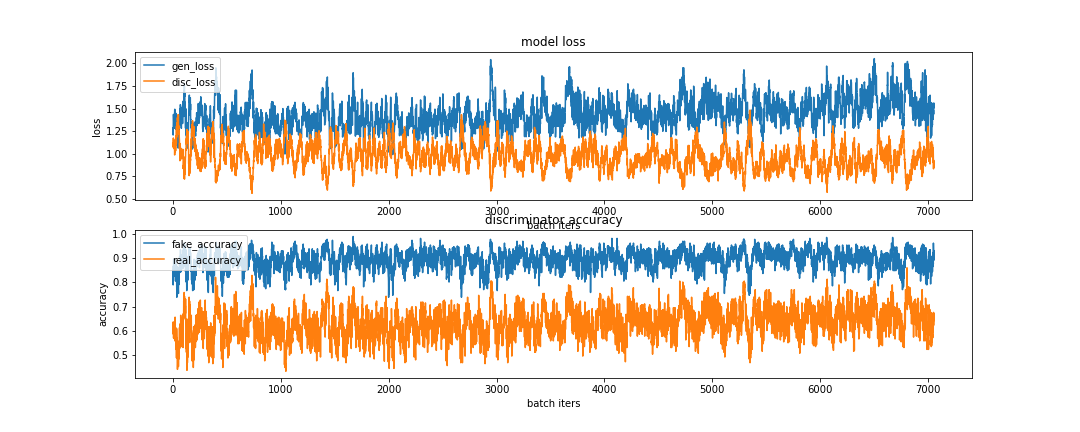 model loss
2.00
1.75
1.50
1.25
1.00
0.75
0.50
loss
gen_loss
disc_loss
0 1000 2000 3000 4000 5000 6000 7000
batch iters
discriminator accuracy
1.0
0.9
0.8
0.7
0.6
0.5
accuracy
fake_accuracy
real_accuracy
0 1000 2000 3000 4000 5000 6000 7000
batch iters